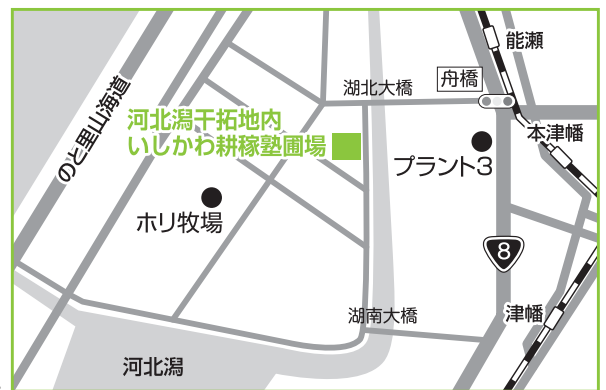 能瀬
舟橋
湖北大橋
のと里山海道
河北潟干拓地内
いしかわ耕稼塾圃場
本津幡
プラント3
ホリ牧場
8
湖南大橋
津幡
河北潟